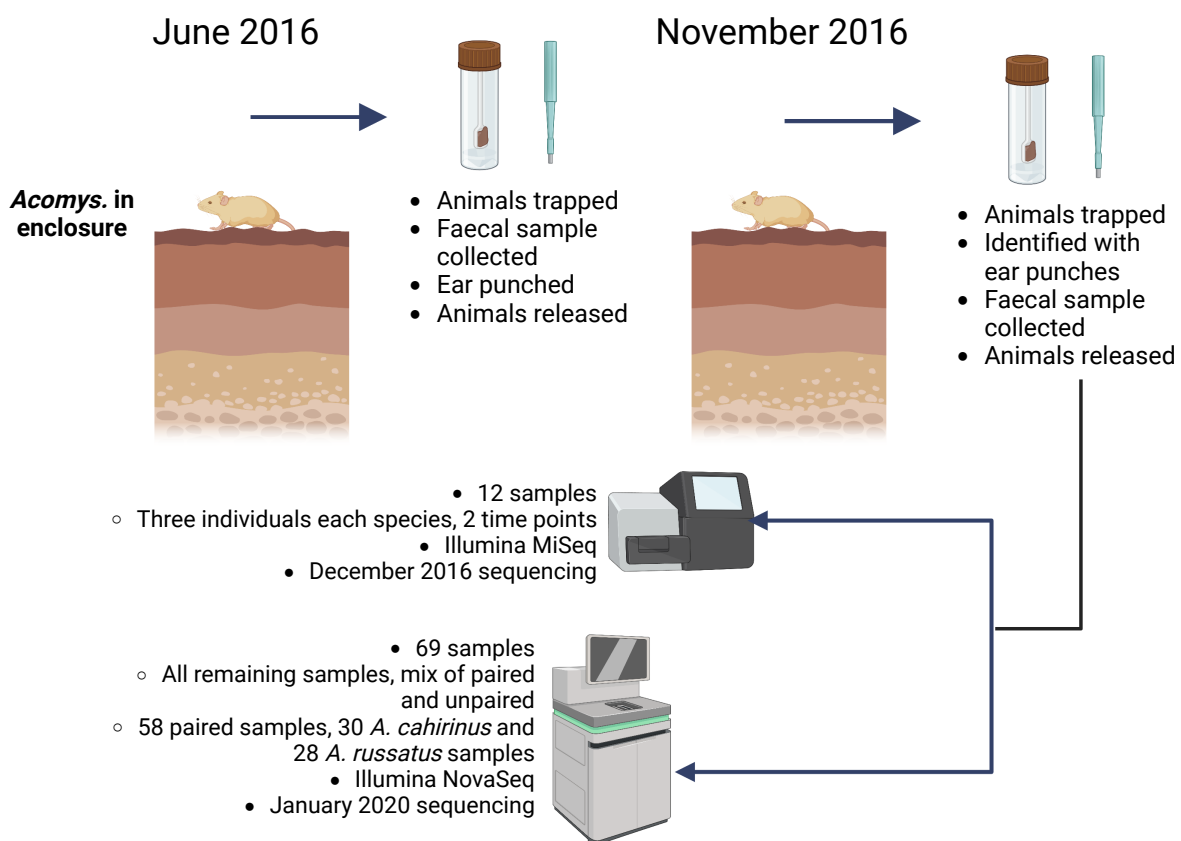 June 2016
November 2016
Acomys. in
enclosure
• Animals trapped
• Faecal sample
collected
• Ear punched
• Animals released
• Animals trapped
• Identified with
ear punches
• Faecal sample
collected
• Animals released
• 12 samples
○ Three individuals each species, 2 time points
• Illumina MiSeq
• December 2016 sequencing
• 69 samples
○ All remaining samples, mix of paired
and unpaired
○ 58 paired samples, 30 A. cahirinus and
28 A. russatus samples
• Illumina NovaSeq
• January 2020 sequencing